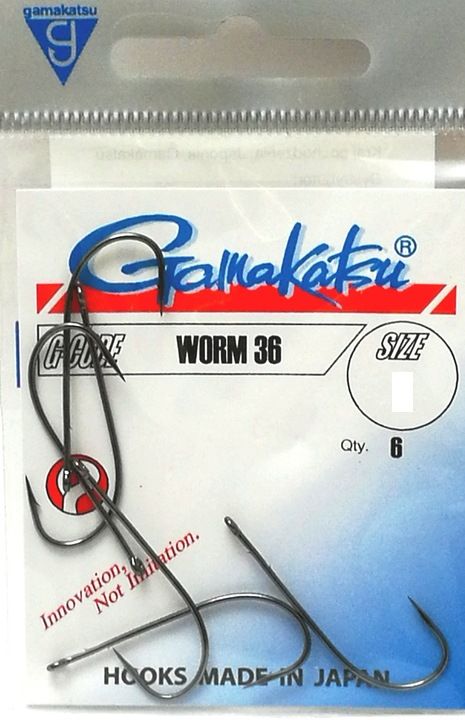 gamakatsu
Gamakatsu®
G-CORE
WORM 36
SIZE
Qty. 6
Innovation,
Not Imitation.
HOOKS MADE IN JAPAN